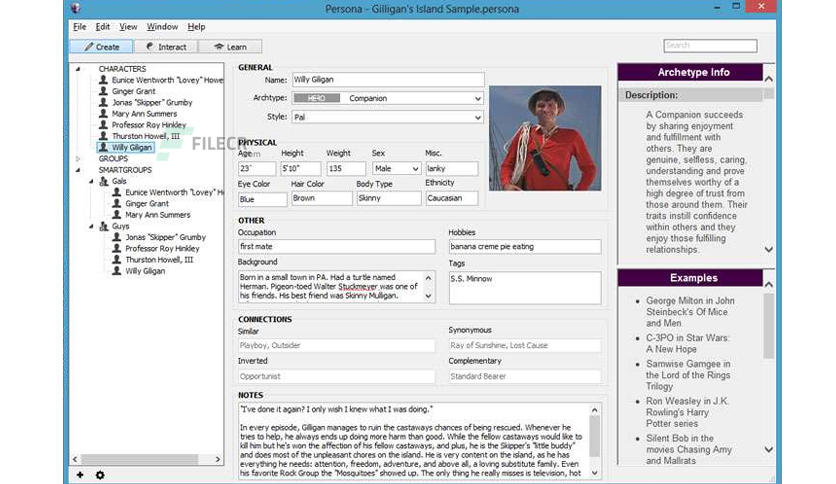 Persona - Gilligan's Island Sample.persona
File Edit View Window Help
Create Interact Learn Search
CHARACTERS
Eunice Wentworth "Lovey" Howe
Ginger Grant
Jonas "Skipper" Grumby
Mary Ann Summers
Professor Roy Hinkley
Thurston Howell, III
Willy Gilligan
GROUPS
SMARTGROUPS
Gals
Eunice Wentworth "Lovey" H
Ginger Grant
Mary Ann Summers
Guys
Jonas "Skipper" Grumby
Professor Roy Hinkley
Thurston Howell, III
Willy Gilligan
FILECR
.com
GENERAL
Name: Willy Giligan
Archtype: HERO Companion
Style: Pal
PHYSICAL
Age Height Weight Sex Misc.
23 5'10" 135 Male lanky
Eye Color Hair Color Body Type Ethnicity
Blue Brown Skinny Caucasian
OTHER
Occupation Hobbies
first mate banana creme pie eating
Background Tags
Born in a small town in PA. Had a turtle named
Herman. Pigeon-toed Walter Stuckmeyer was one of
his friends. His best friend was Skinny Mulligan.
S.S. Minnow
CONNECTIONS
Similar Synonymous
Playboy, Outsider Ray of Sunshine, Lost Cause
Inverted Complementary
Opportunist Standard Bearer
NOTES
"I've done it again? I only wish I knew what I was doing."
In every episode, Gilligan manages to ruin the castaways chances of being rescued. Whenever he
tries to help, he always ends up doing more harm than good. While the fellow castaways would like to
kill him but he's won the affection of his fellow castaways, and plus, he is the Skipper's "little buddy"
and does most of the unpleasant chores on the island. He is very content on the island, as he has
everything he needs: attention, freedom, adventure, and above all, a loving substitute family. Even
his favorite Rock Group the "Mosquitoes" showed up. The only thing he really misses is television, hot
Archetype Info
Description:
A Companion succeeds
by sharing enjoyment
and fulfillment with
others. They are
genuine, selfless, caring,
understanding and prove
themselves worthy of a
high degree of trust from
those around them. Their
traits instill confidence
within others and they
enjoy those fulfilling
relationships.
Examples
George Milton in John
Steinbeck's Of Mice
and Men
C-3PO in Star Wars:
A New Hope
Samwise Gamgee in
the Lord of the Rings
Trilogy
Ron Weasley in J.K.
Rowling's Harry
Potter series
Silent Bob in the
movies Chasing Amy
and Mallrats